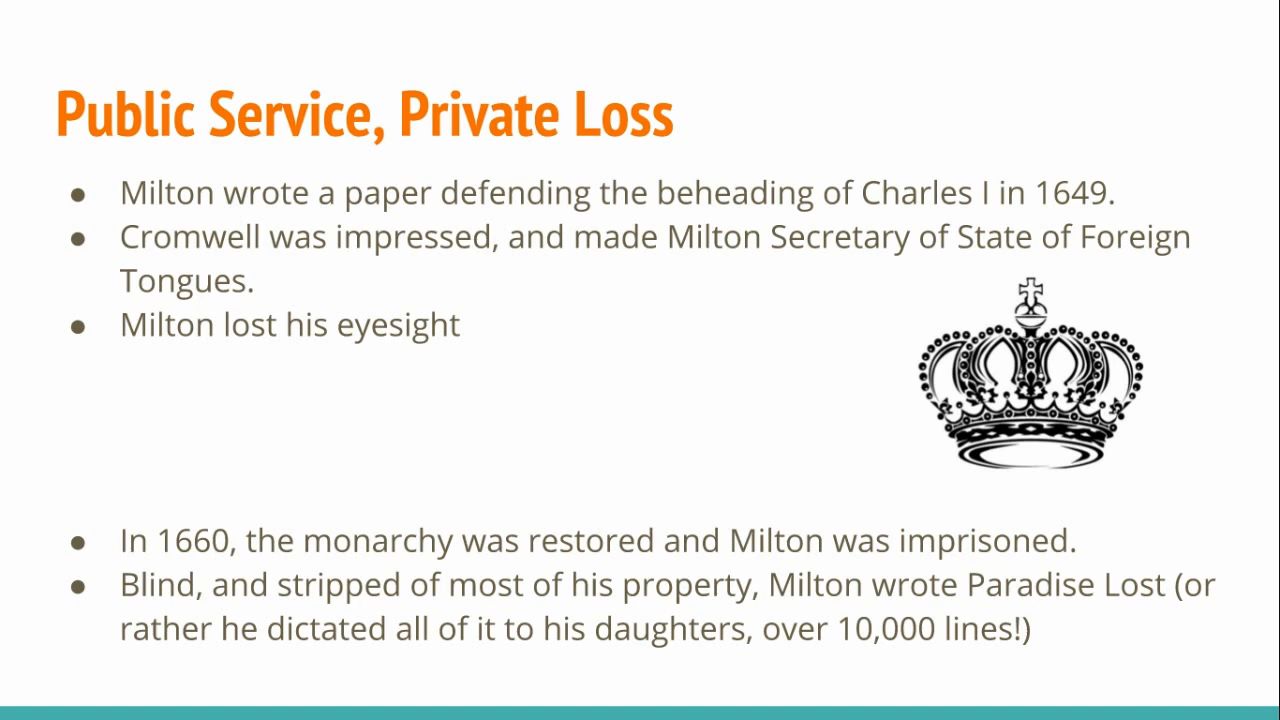 Public Service, Private Loss
● Milton wrote a paper defending the beheading of Charles I in 1649.
● Cromwell was impressed, and made Milton Secretary of State of Foreign
Tongues.
● Milton lost his eyesight
● In 1660, the monarchy was restored and Milton was imprisoned.
● Blind, and stripped of most of his property, Milton wrote Paradise Lost (or
rather he dictated all of it to his daughters, over 10,000 lines!)